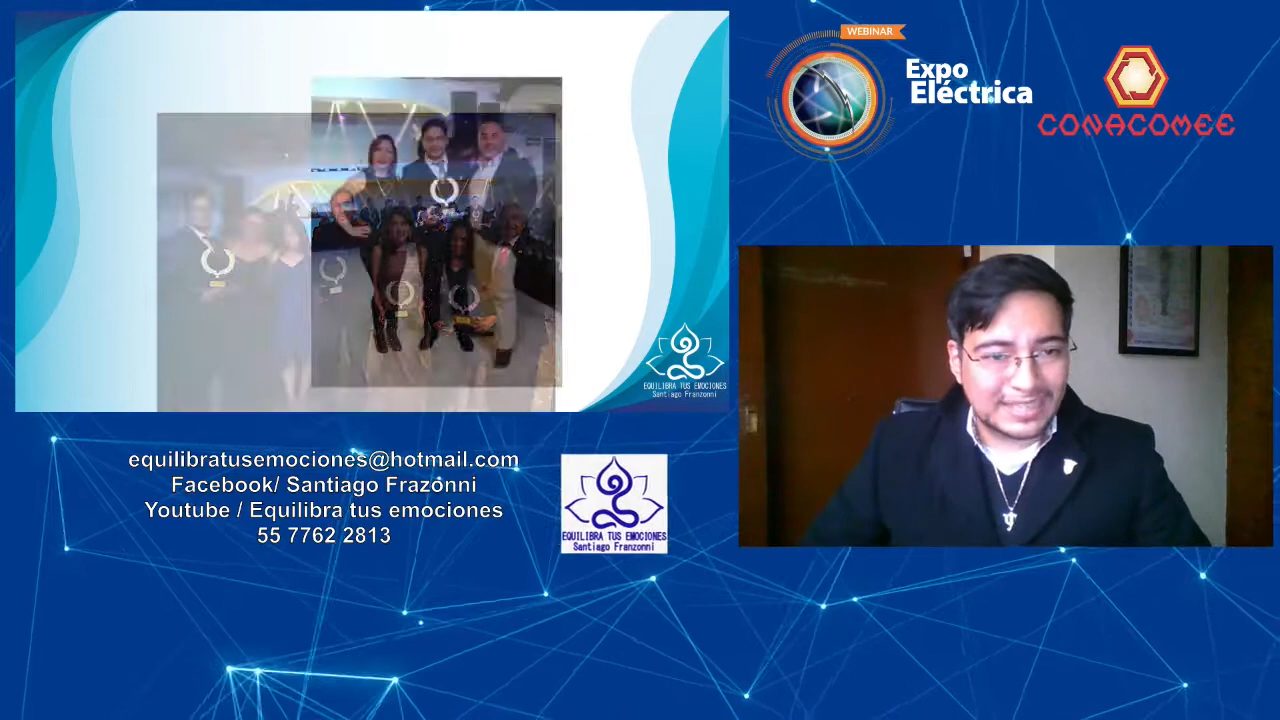 WEBINAR
Expo
Eléctrica
CONACOMEE
EQUILIBRA TUS EMOCIONES
Santiago Franzonni
equilibratusemociones@hotmail.com
Facebook/ Santiago Frazonni
Youtube / Equilibra tus emociones
55 7762 2813
EQUILIBRA TUS EMOCIONES
Santiago Franzonni